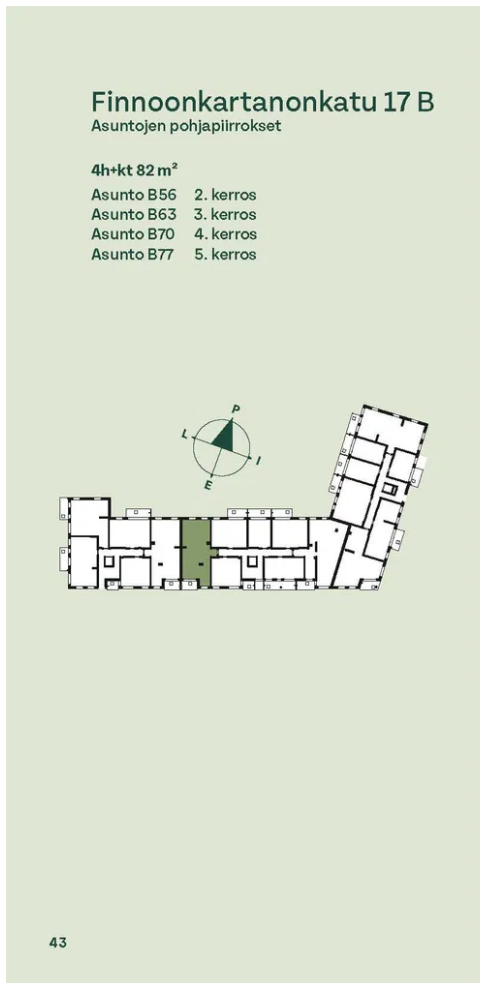 Finnoonkartanonkatu 17 B
Asuntojen pohjapiirrokset
4h+kt 82 m²
Asunto B56 2. kerros
Asunto B63 3. kerros
Asunto B70 4. kerros
Asunto B77 5. kerros
P
L
I
E
43